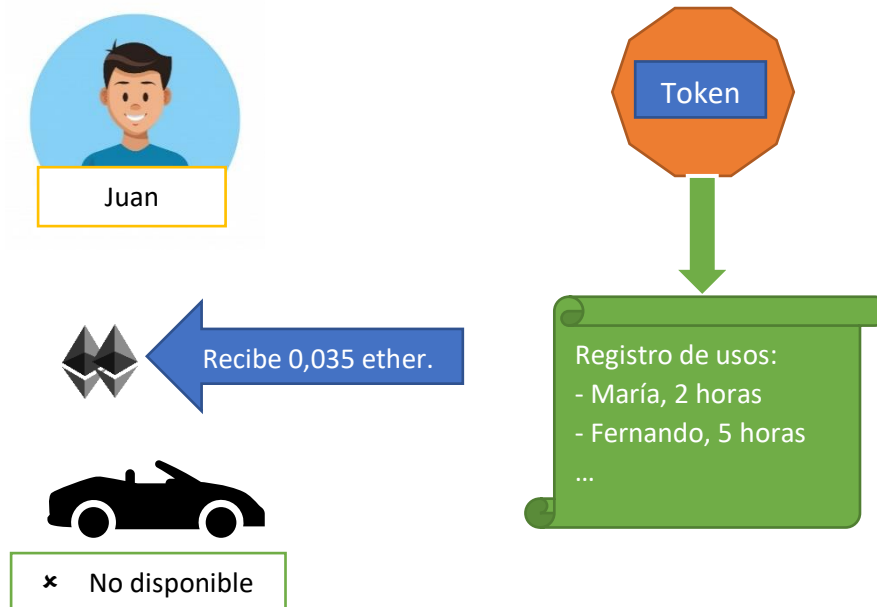 Juan
Token
Recibe 0,035 ether.
Registro de usos:
- María, 2 horas
- Fernando, 5 horas
...
× No disponible